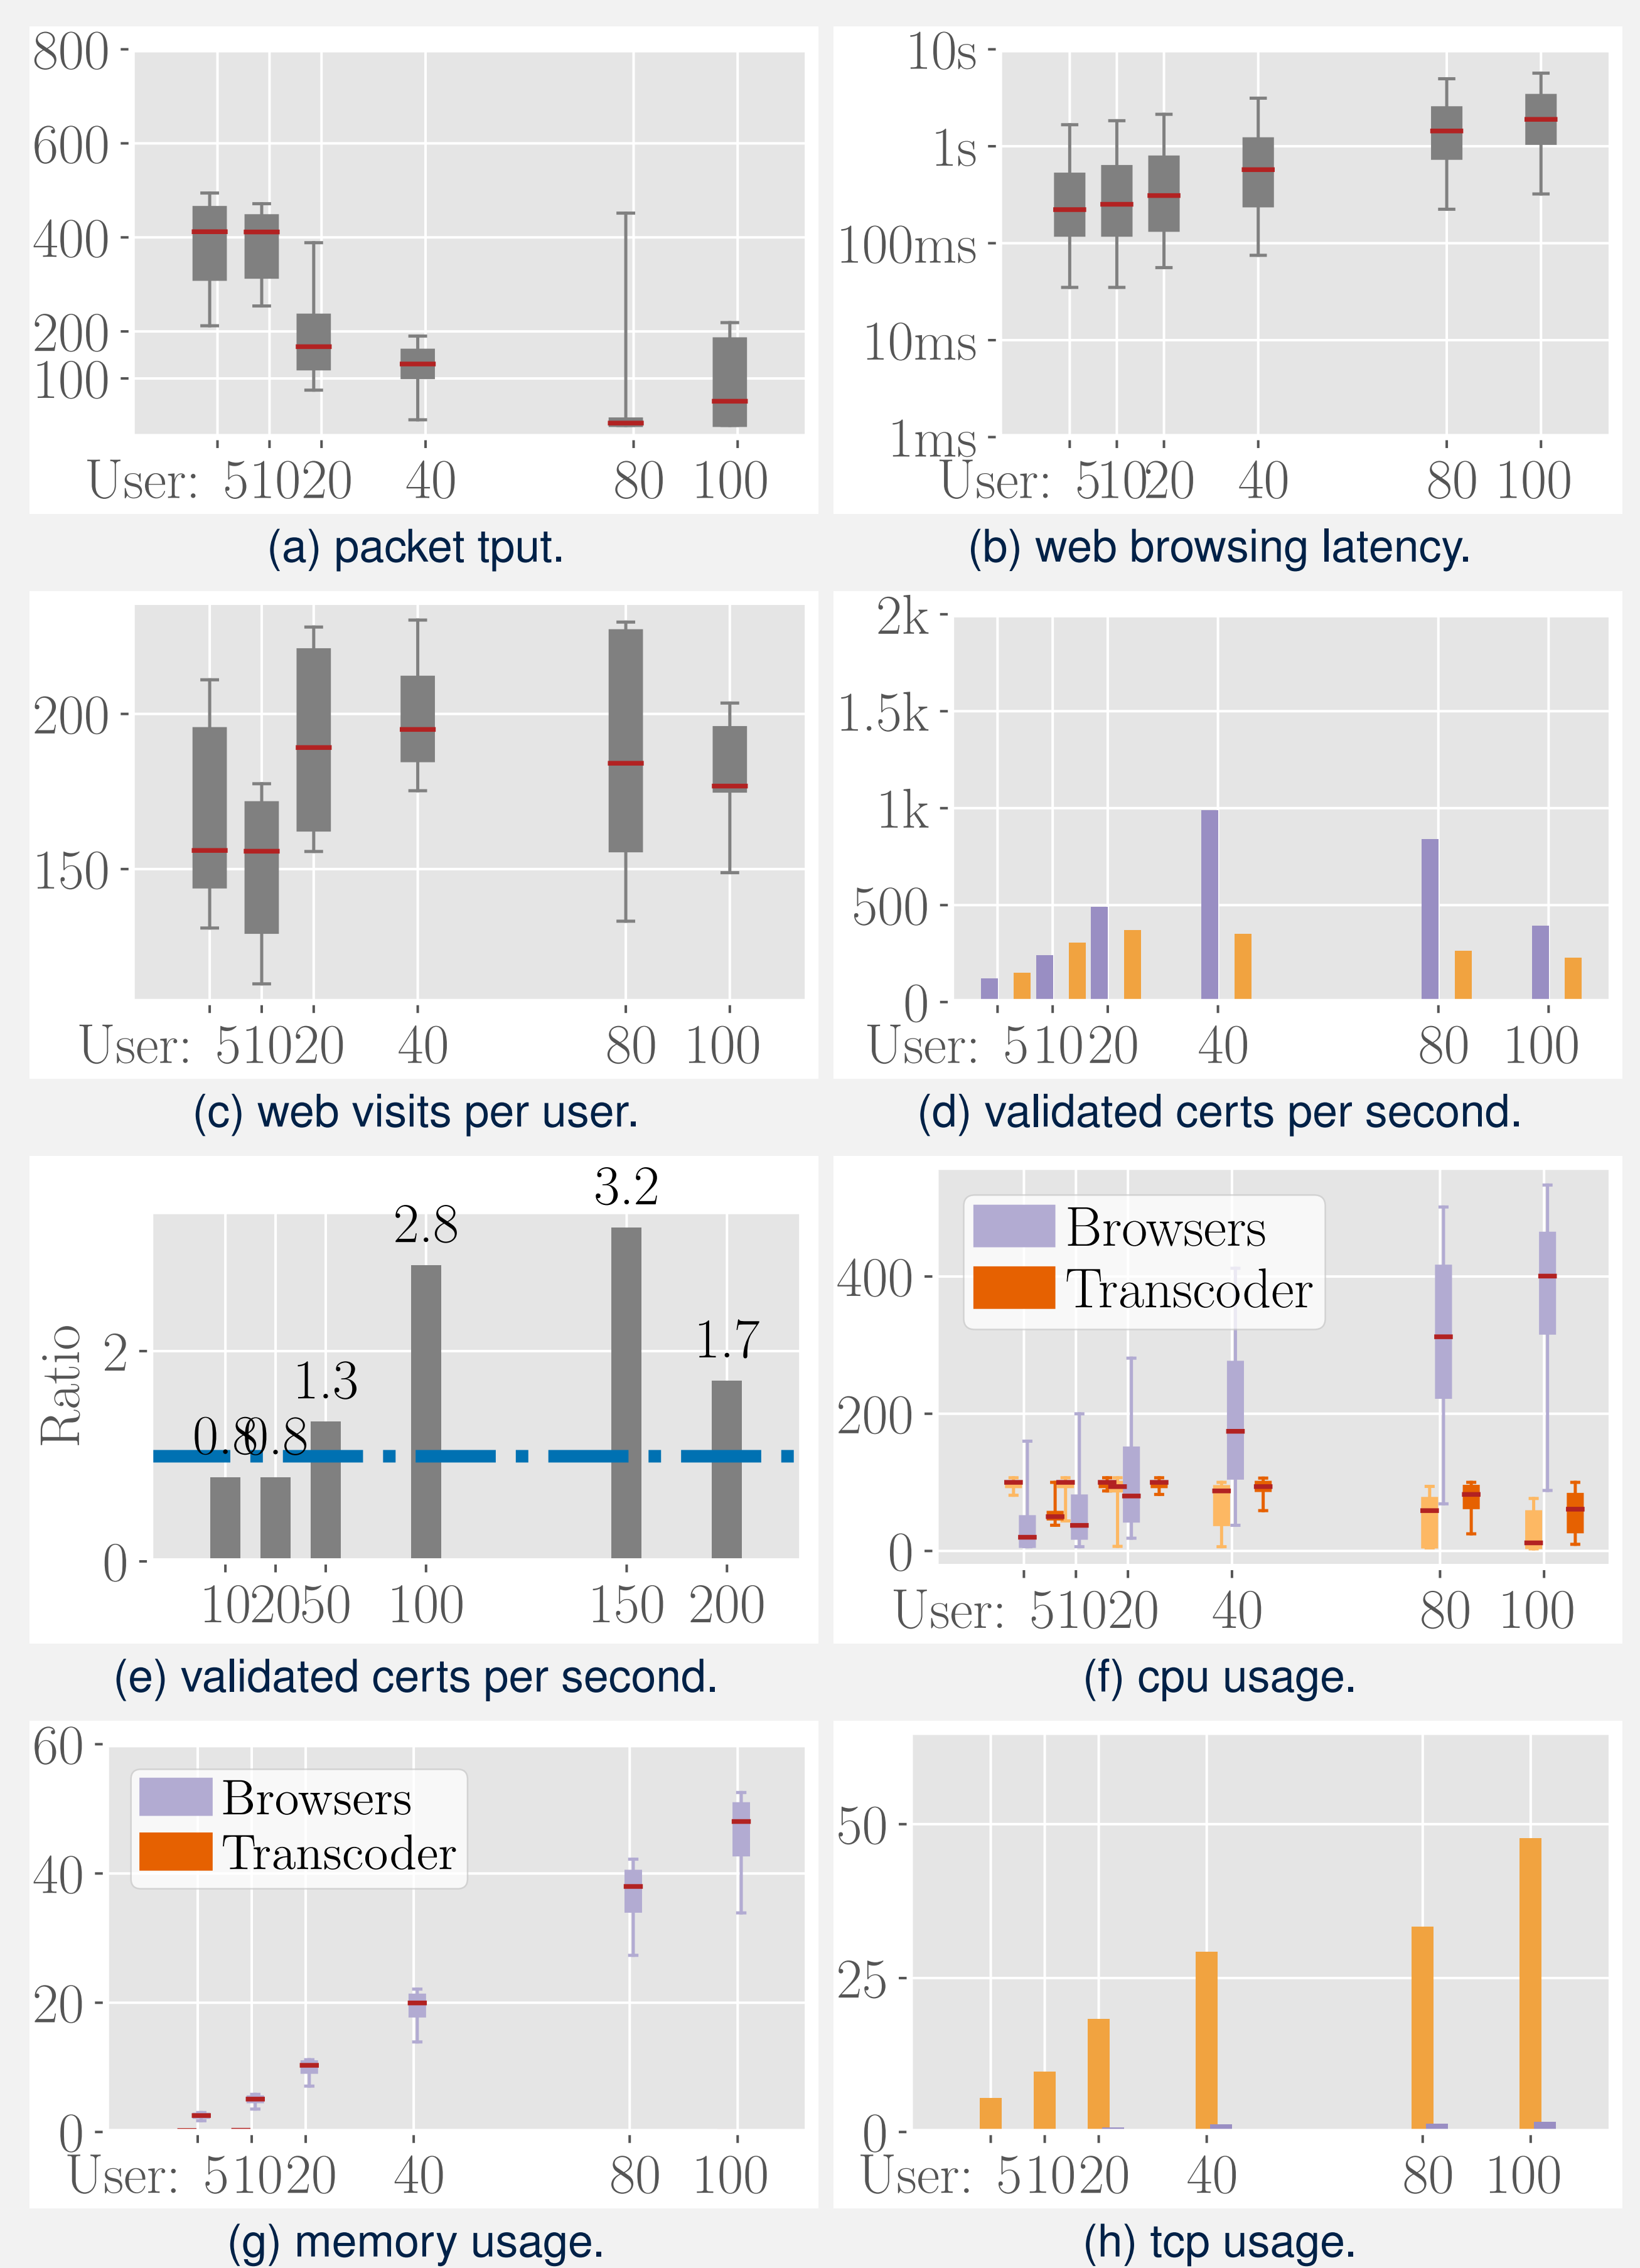 800
600
400
200
100
User: 5 10 20 40 80 100
(a) packet tput.
10s
1s
100ms
10ms
1ms
User: 5 10 20 40 80 100
(b) web browsing latency.
200
150
User: 5 10 20 40 80 100
(c) web visits per user.
2k
1.5k
1k
500
0
User: 5 10 20 40 80 100
(d) validated certs per second.
Ratio
2
0
0.8
0.8
1.3
2.8
3.2
1.7
10 20 50 100 150 200
(e) validated certs per second.
Browsers
Transcoder
400
200
0
User: 5 10 20 40 80 100
(f) cpu usage.
60
40
20
0
Browsers
Transcoder
User: 5 10 20 40 80 100
(g) memory usage.
50
25
0
User: 5 10 20 40 80 100
(h) tcp usage.